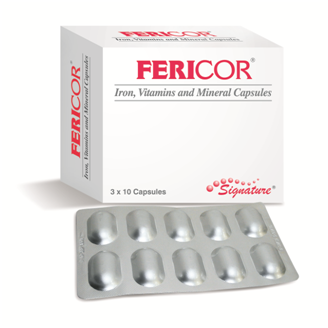 FERICOR®
Iron, Vitamins and Mineral Capsules
3 x 10 Capsules
Signature®
FERICOR®
Iron, Vitamins and Mineral Capsules